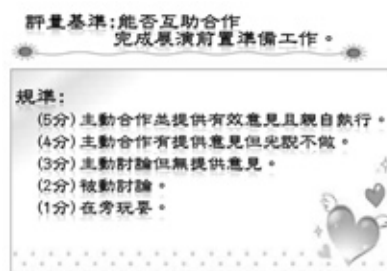 評量基準:能否互助合作
完成展演前置準備工作。
規準:
(5分)主動合作並提供有效意見且親自執行。
(4分)主動合作有提供意見但光說不做。
(3分)主動討論但無提供意見。
(2分)被動討論。
(1分)在旁玩耍。